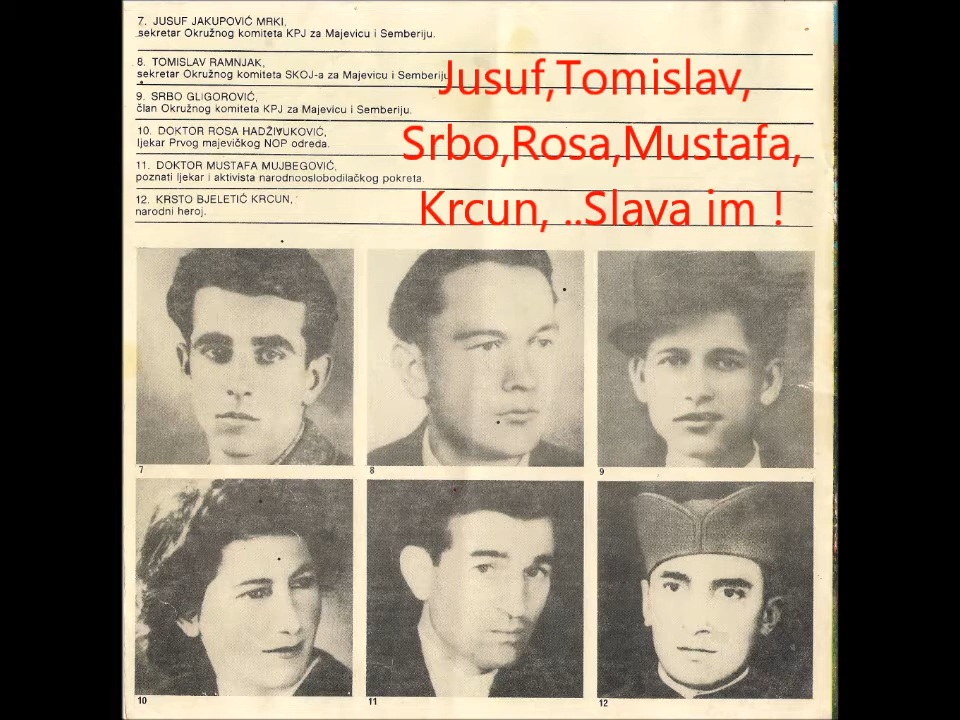 7. JUSUF JAKUPOVIĆ MRKI,
sekretar Okružnog komiteta KPJ za Majevicu i Semberiju.
8. TOMISLAV RAMNJAK,
sekretar Okružnog komiteta SKOJ-a za Majevicu i Semberiju
9. SRBO GLIGOROVIĆ,
član Okružnog komiteta KPJ za Majevicu i Semberiju.
10. DOKTOR ROSA HADŽIVUKOVIĆ,
ljekar Prvog majevičkog NOP odreda.
11. DOKTOR MUSTAFA MUJBEGOVIĆ,
poznati ljekar i aktivista narodnooslobodilačkog pokreta.
12. KRSTO BJELETIĆ KRCUN,
narodni heroj.
Jusuf,Tomislav,
Srbo,Rosa,Mustafa,
Krcun, ..Slava im !
7
8
9
10
11
12